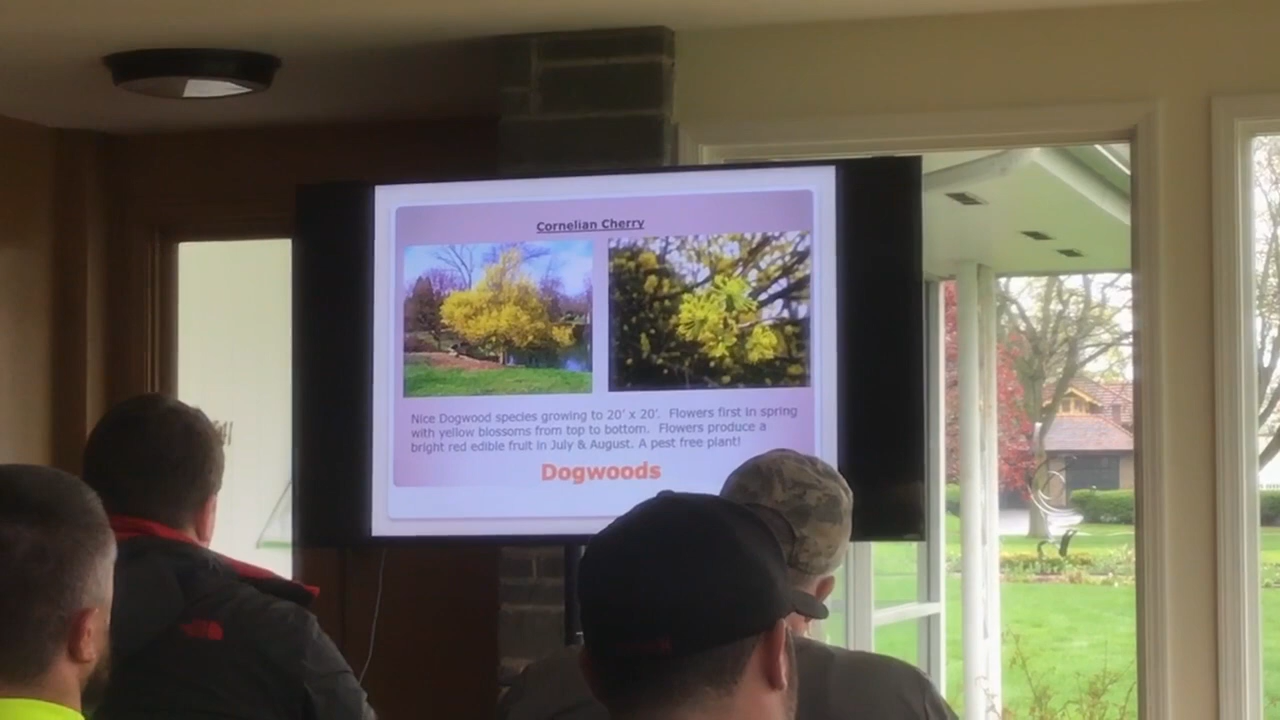 Cornelian Cherry
Nice Dogwood species growing to 20' x 20'. Flowers first in spring
with yellow blossoms from top to bottom. Flowers produce a
bright red edible fruit in July & August. A pest free plant!
Dogwoods